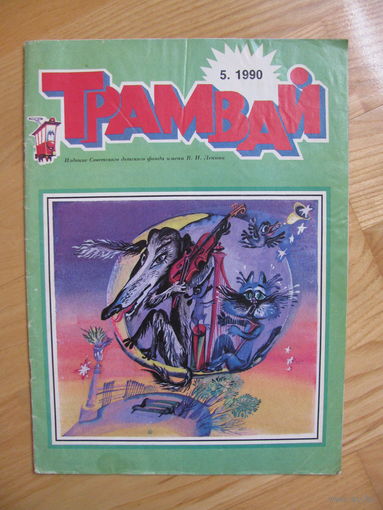 5. 1990
ТРАМВАЙ
Издание Советского детского фонда имени В. И. Ленина